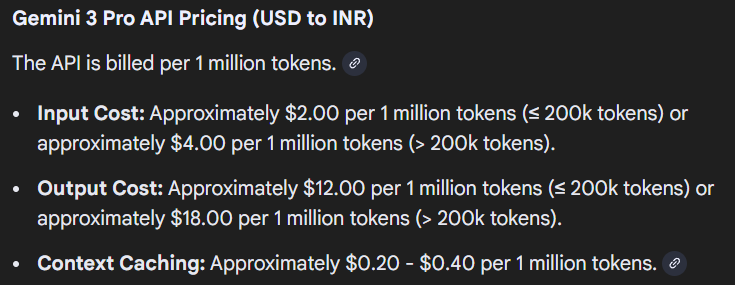 Gemini 3 Pro API Pricing (USD to INR)
The API is billed per 1 million tokens.
• Input Cost: Approximately $2.00 per 1 million tokens (≤ 200k tokens) or
approximately $4.00 per 1 million tokens (> 200k tokens).
• Output Cost: Approximately $12.00 per 1 million tokens (≤ 200k tokens) or
approximately $18.00 per 1 million tokens (> 200k tokens).
• Context Caching: Approximately $0.20 - $0.40 per 1 million tokens.